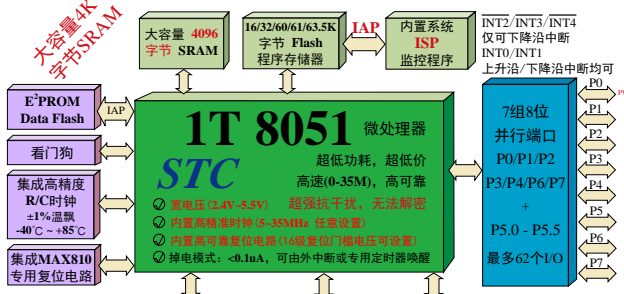 大容量4K
字节SRAM
大容量 4096
字节 SRAM
16/32/60/61/63.5K
字节 Flash
程序存储器
IAP
内置系统
ISP
监控程序
INT2/INT3/INT4
仅可下降沿中断
INT0/INT1
上升沿/下降沿中断均可
E²PROM
Data Flash
IAP
看门狗
集成高精度
R/C时钟
±1%温飘
-40℃ ~ +85℃
集成MAX810
专用复位电路
1T 8051 微处理器
STC
超低功耗，超低价
高速(0-35M)，高可靠
宽电压(2.4V~5.5V)
超强抗干扰，无法解密
内置高精准时钟(5~35MHz 任意设置)
内置高可靠复位电路(16级复位门槛电压可设置)
掉电模式：<0.1uA，可由外中断或专用定时器唤醒
7组8位
并行端口
P0/P1/P2
P3/P4/P6/P7
+
P5.0 - P5.5
最多62个I/O
P0
P1
P2
P3
P4
P5
P6
P7